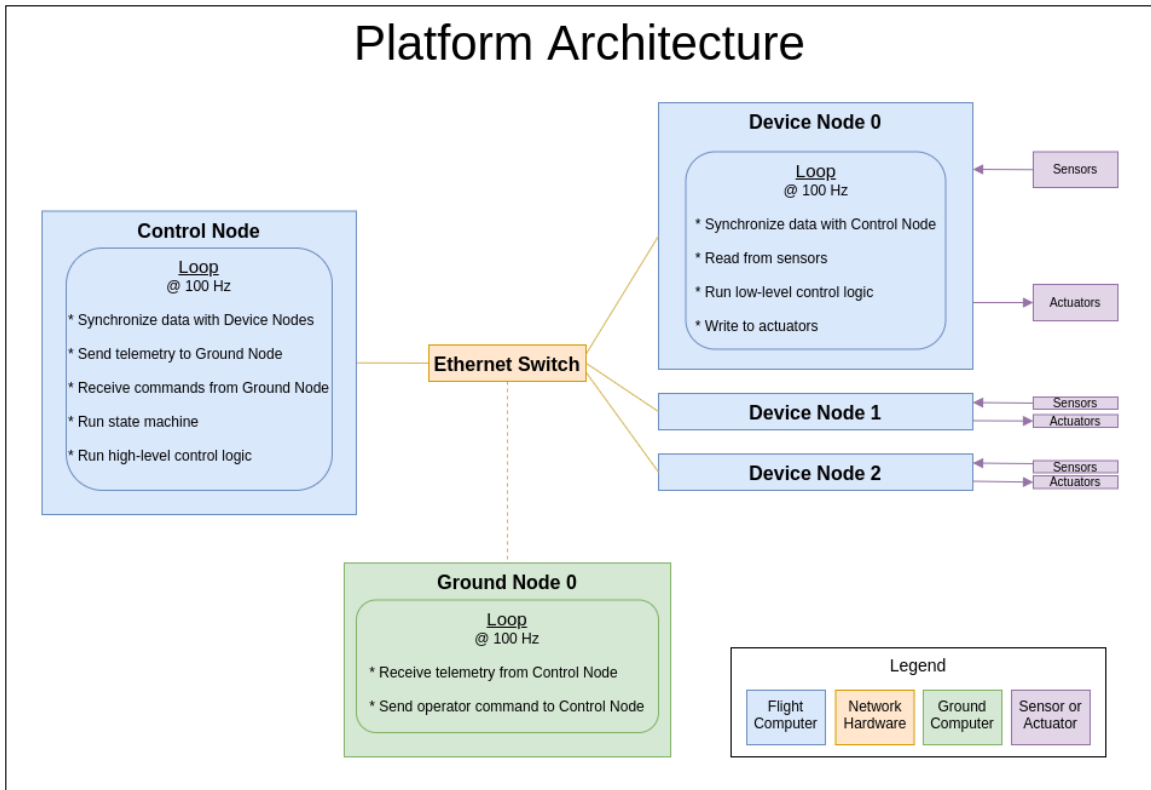 Platform Architecture
Control Node
Loop
@ 100 Hz
* Synchronize data with Device Nodes
* Send telemetry to Ground Node
* Receive commands from Ground Node
* Run state machine
* Run high-level control logic
Ethernet Switch
Device Node 0
Loop
@ 100 Hz
* Synchronize data with Control Node
* Read from sensors
* Run low-level control logic
* Write to actuators
Sensors
Actuators
Device Node 1
Sensors
Actuators
Device Node 2
Sensors
Actuators
Ground Node 0
Loop
@ 100 Hz
* Receive telemetry from Control Node
* Send operator command to Control Node
Legend
Flight
Computer
Network
Hardware
Ground
Computer
Sensor or
Actuator